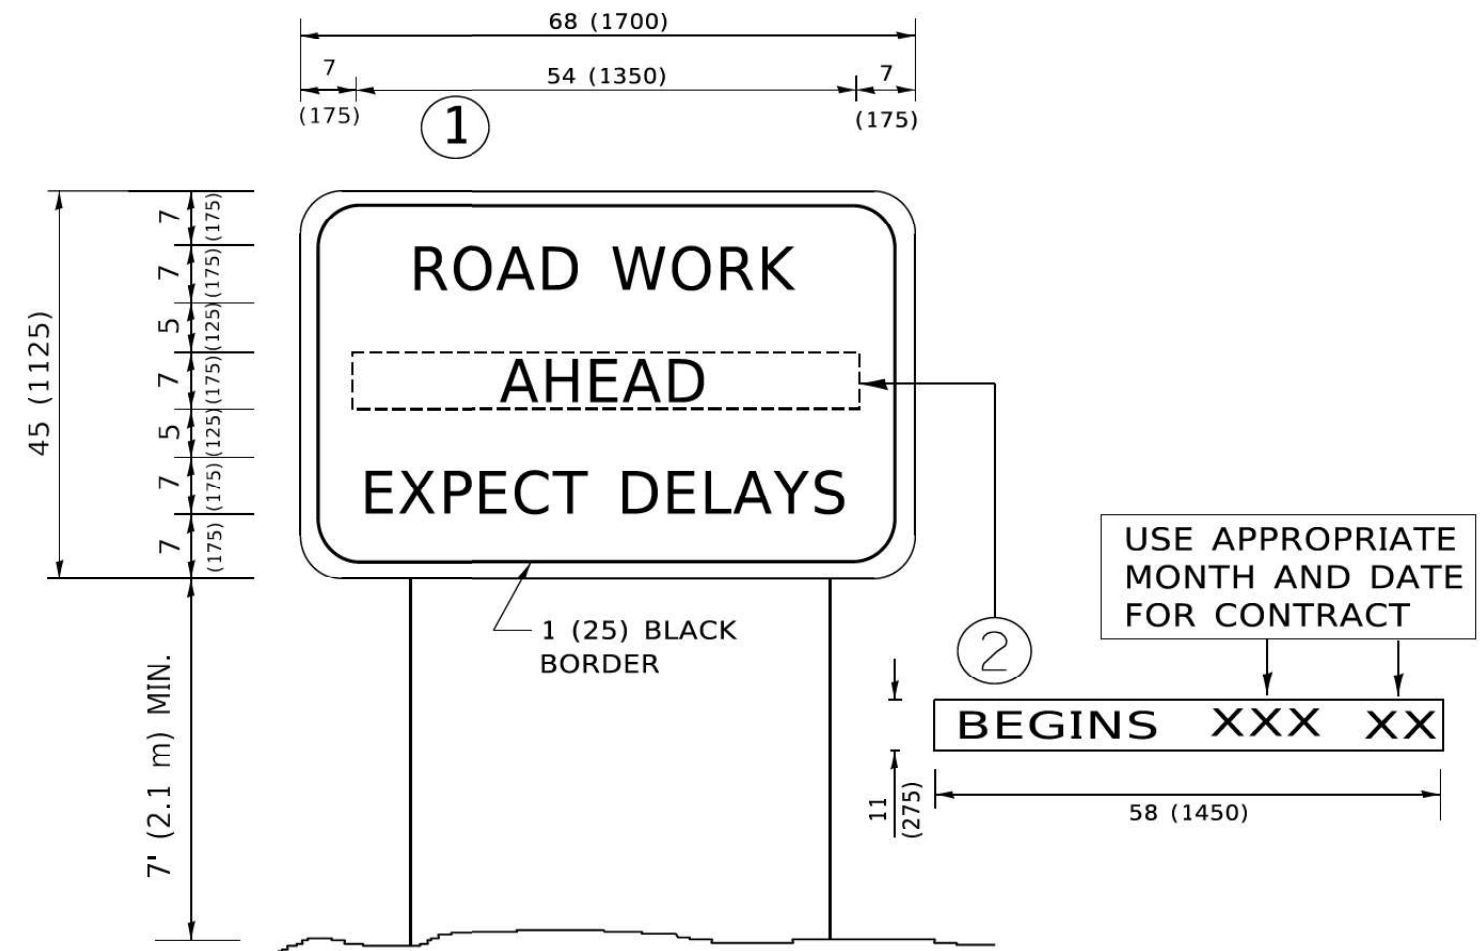 68 (1700)
7
54 (1350)
7
(175)
(175)
1
7
(175)
7
(175)
5
(125)
7
(175)
5
(125)
7
(175)
7
(175)
45 (1125)
ROAD WORK
AHEAD
EXPECT DELAYS
1 (25) BLACK
BORDER
7' (2.1 m) MIN.
USE APPROPRIATE
MONTH AND DATE
FOR CONTRACT
2
BEGINS XXX XX
11
(275)
58 (1450)